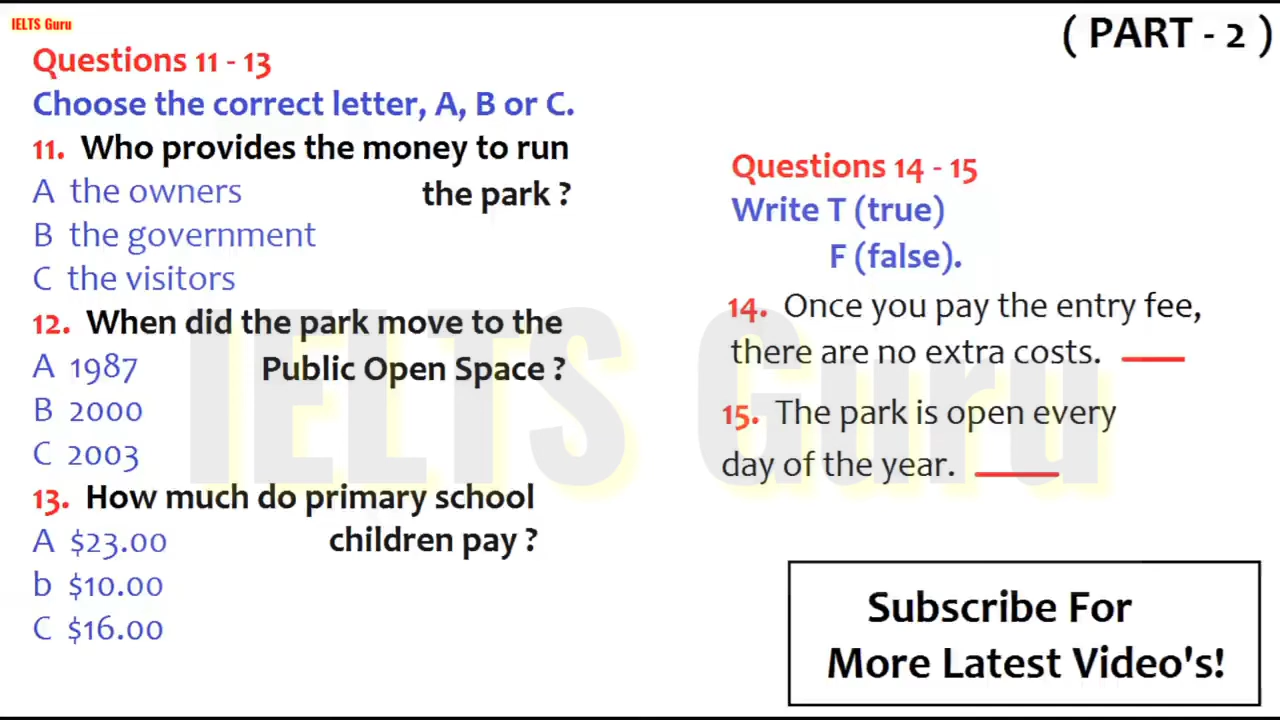 IELTS Guru
( PART - 2 )
Questions 11 - 13
Choose the correct letter, A, B or C.
11. Who provides the money to run
the park ?
A the owners
B the government
C the visitors
12. When did the park move to the
Public Open Space ?
A 1987
B 2000
C 2003
13. How much do primary school
children pay ?
A $23.00
b $10.00
C $16.00
Questions 14 - 15
Write T (true)
F (false).
14. Once you pay the entry fee,
there are no extra costs. ____
15. The park is open every
day of the year. ____
Subscribe For
More Latest Video's!
IELTS Guru